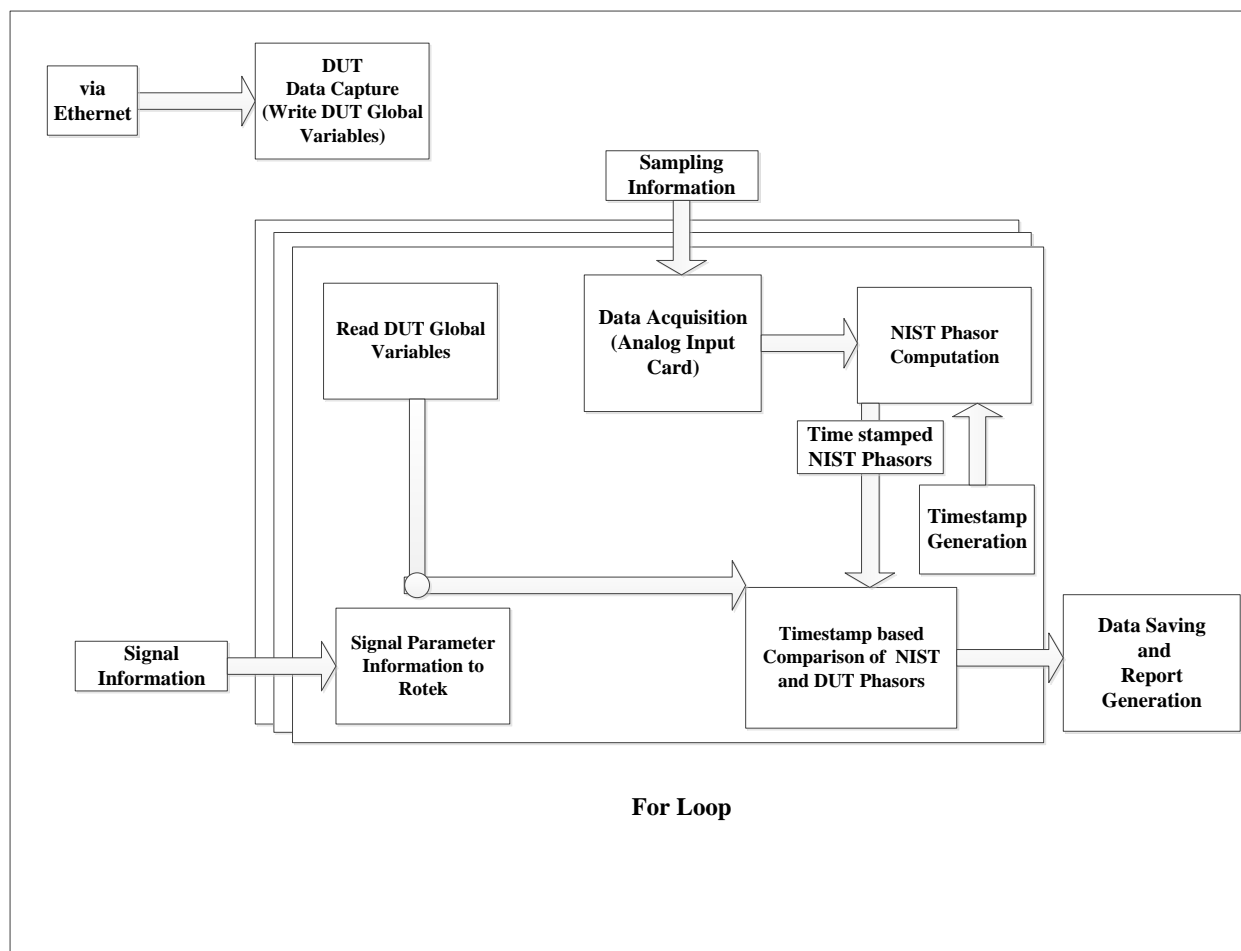 via
Ethernet
DUT
Data Capture
(Write DUT Global
Variables)
Sampling
Information
Read DUT Global
Variables
Data Acquisition
(Analog Input
Card)
NIST Phasor
Computation
Time stamped
NIST Phasors
Timestamp
Generation
Signal
Information
Signal Parameter
Information to
Rotek
Timestamp based
Comparison of NIST
and DUT Phasors
Data Saving
and
Report
Generation
For Loop